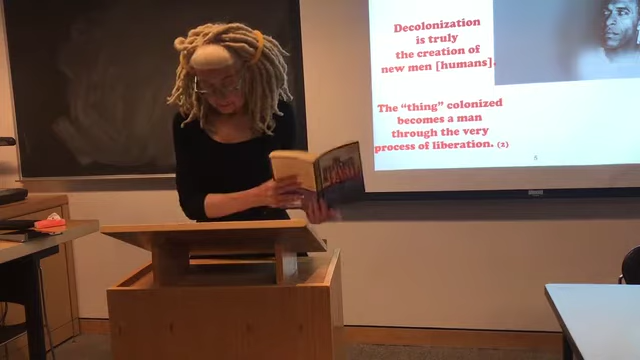 Decolonization
is truly
the creation of
new men [humans].
The “thing” colonized
becomes a man
through the very
process of liberation. (2)